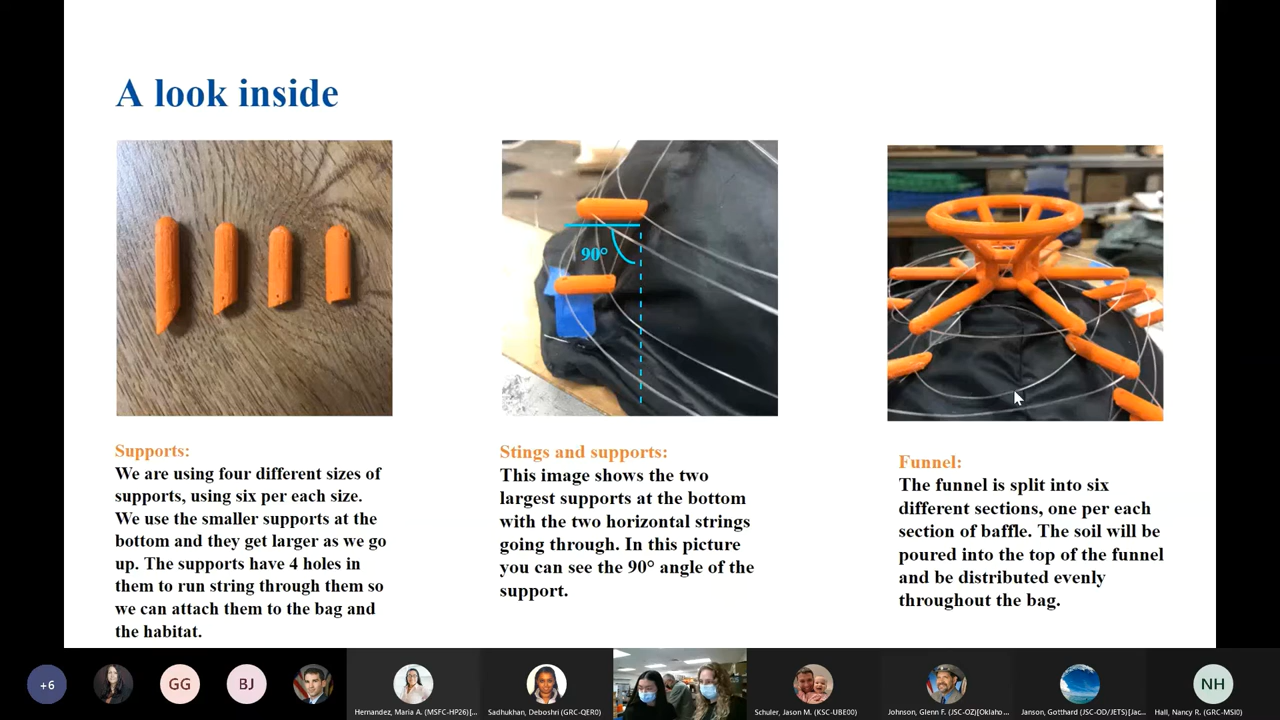 A look inside
90°
Supports:
We are using four different sizes of
supports, using six per each size.
We use the smaller supports at the
bottom and they get larger as we go
up. The supports have 4 holes in
them to run string through them so
we can attach them to the bag and
the habitat.
Stings and supports:
This image shows the two
largest supports at the bottom
with the two horizontal strings
going through. In this picture
you can see the 90° angle of the
support.
Funnel:
The funnel is split into six
different sections, one per each
section of baffle. The soil will be
poured into the top of the funnel
and be distributed evenly
throughout the bag.
+6
GG
BJ
Hernandez, Maria A. (MSFC-HP26)[...
Sadhukhan, Deboshri (GRC-QER0)
Schuler, Jason M. (KSC-UBE00)
Johnson, Glenn F. (JSC-OZ)[Oklaho...
Janson, Gotthard (JSC-OD/JETS)[Jac...
NH
Hall, Nancy R. (GRC-MSI0)